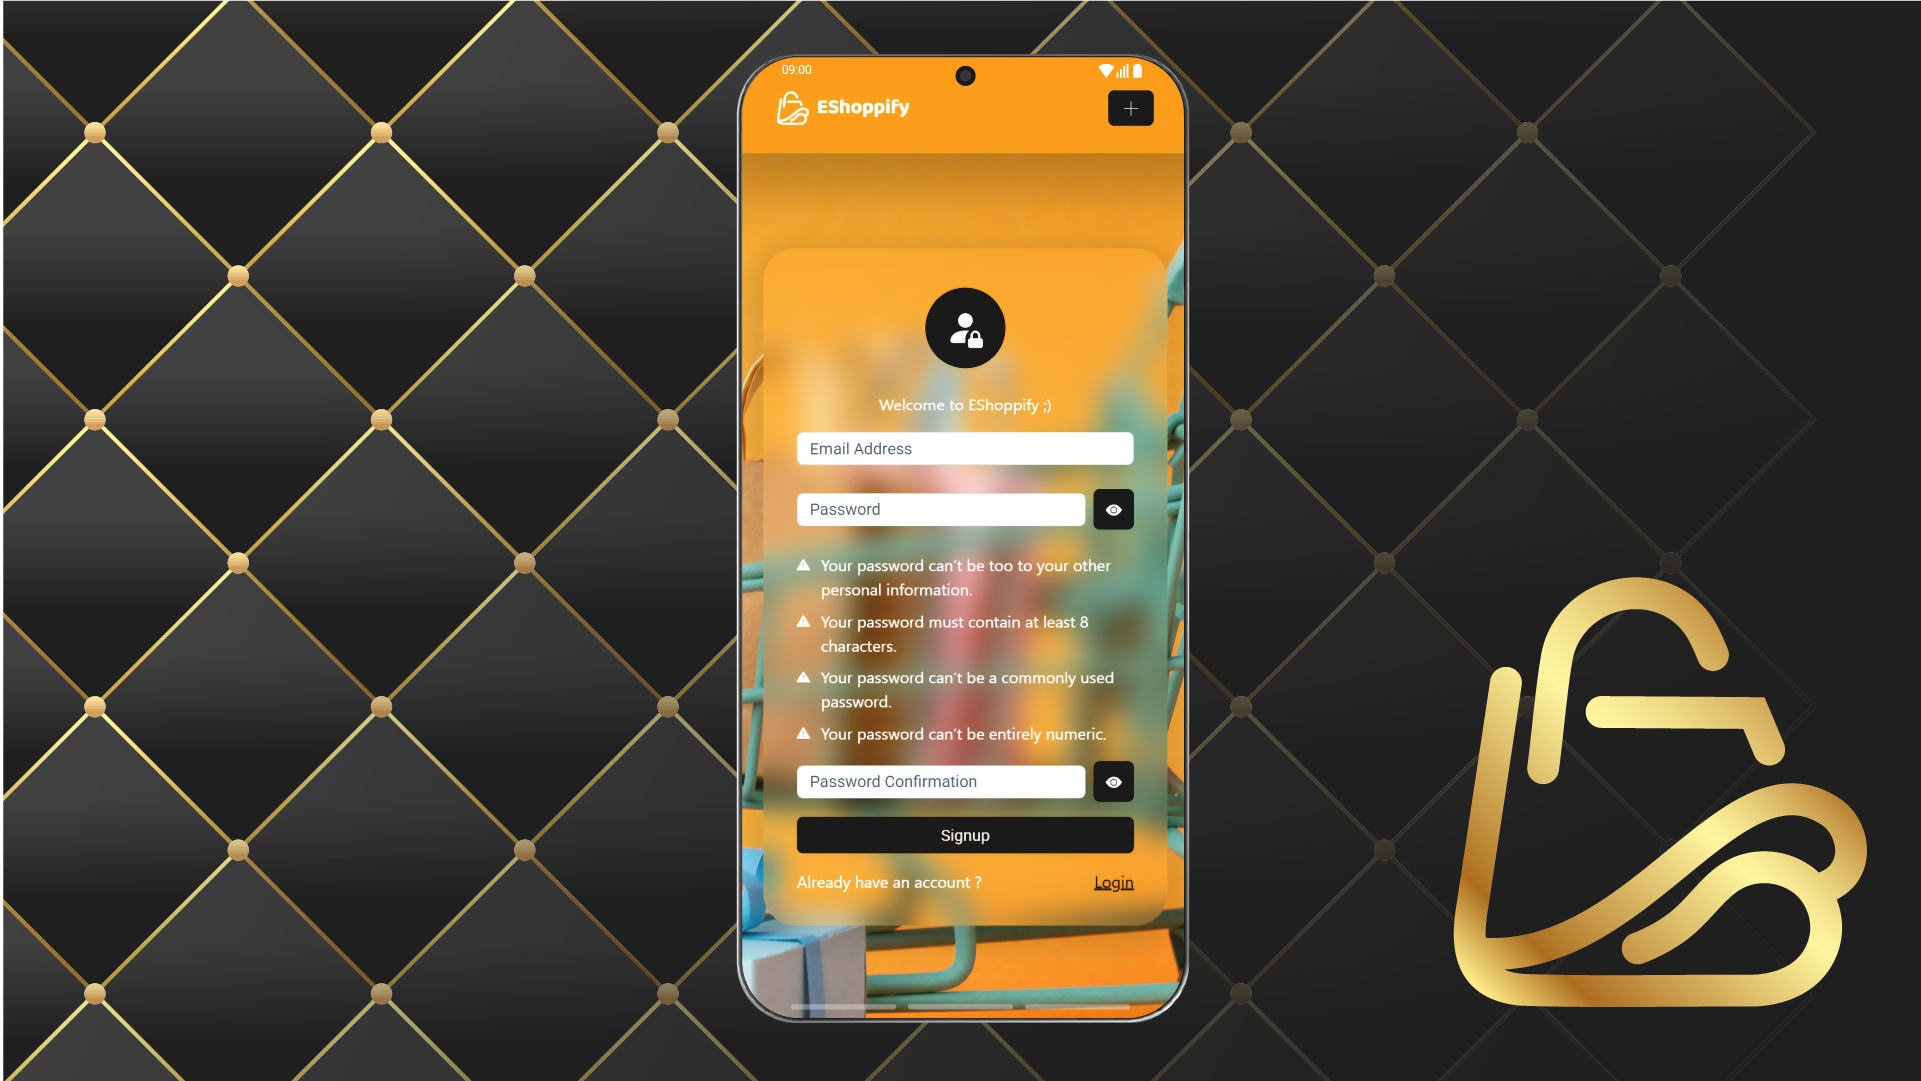 09:00
EShoppify
Welcome to EShoppify ;)
Email Address
Password
Your password can't be too to your other
personal information.
Your password must contain at least 8
characters.
Your password can't be a commonly used
password.
Your password can't be entirely numeric.
Password Confirmation
Signup
Already have an account ? Login